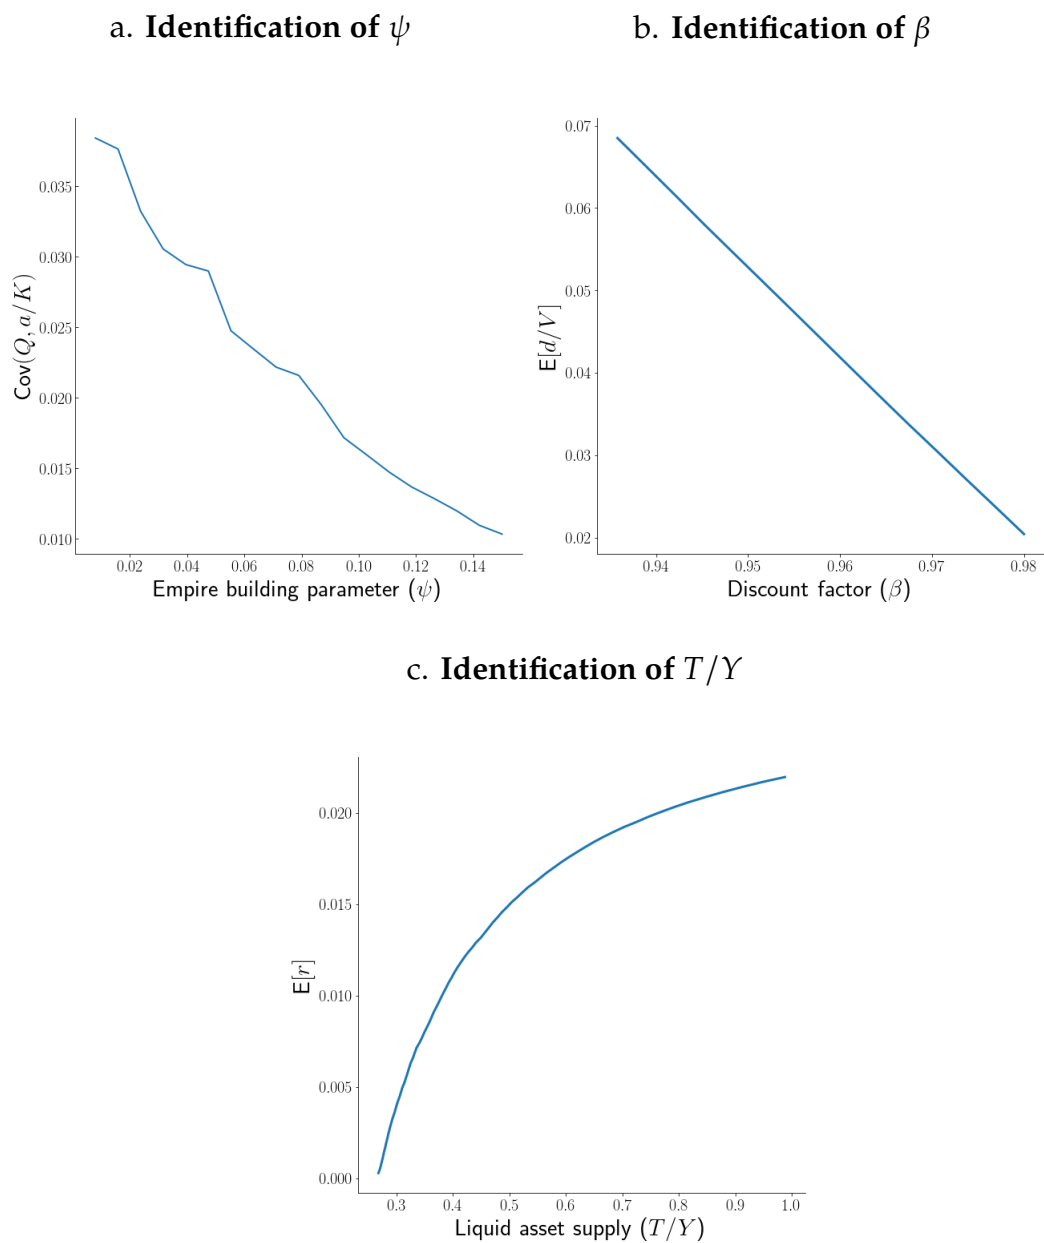 a. Identification of ψ
b. Identification of β
0.035
0.030
0.025
0.020
0.015
0.010
Cov(Q, a/K)
0.02 0.04 0.06 0.08 0.10 0.12 0.14
Empire building parameter (ψ)
0.07
0.06
0.05
0.04
0.03
0.02
E[d/V]
0.94 0.95 0.96 0.97 0.98
Discount factor (β)
c. Identification of T/Y
0.020
0.015
0.010
0.005
0.000
E[r]
0.3 0.4 0.5 0.6 0.7 0.8 0.9 1.0
Liquid asset supply (T/Y)